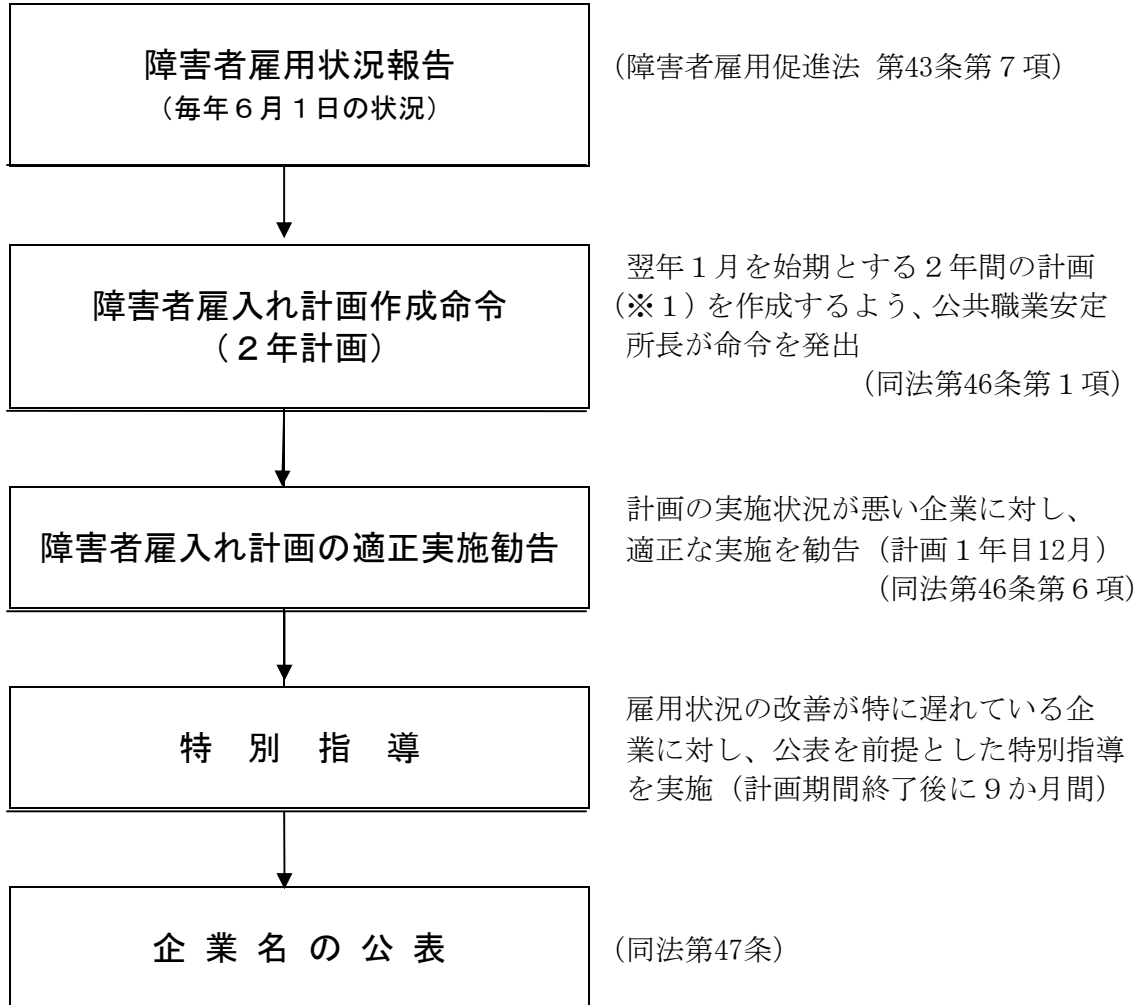 障害者雇用状況報告
（毎年６月１日の状況）
（障害者雇用促進法 第43条第７項）
障害者雇入れ計画作成命令
（２年計画）
翌年１月を始期とする２年間の計画
（※１）を作成するよう、公共職業安定
所長が命令を発出
（同法第46条第１項）
障害者雇入れ計画の適正実施勧告
計画の実施状況が悪い企業に対し、
適正な実施を勧告（計画１年目12月）
（同法第46条第６項）
特 別 指 導
雇用状況の改善が特に遅れている企
業に対し、公表を前提とした特別指導
を実施（計画期間終了後に９か月間）
企 業 名 の 公 表
（同法第47条）